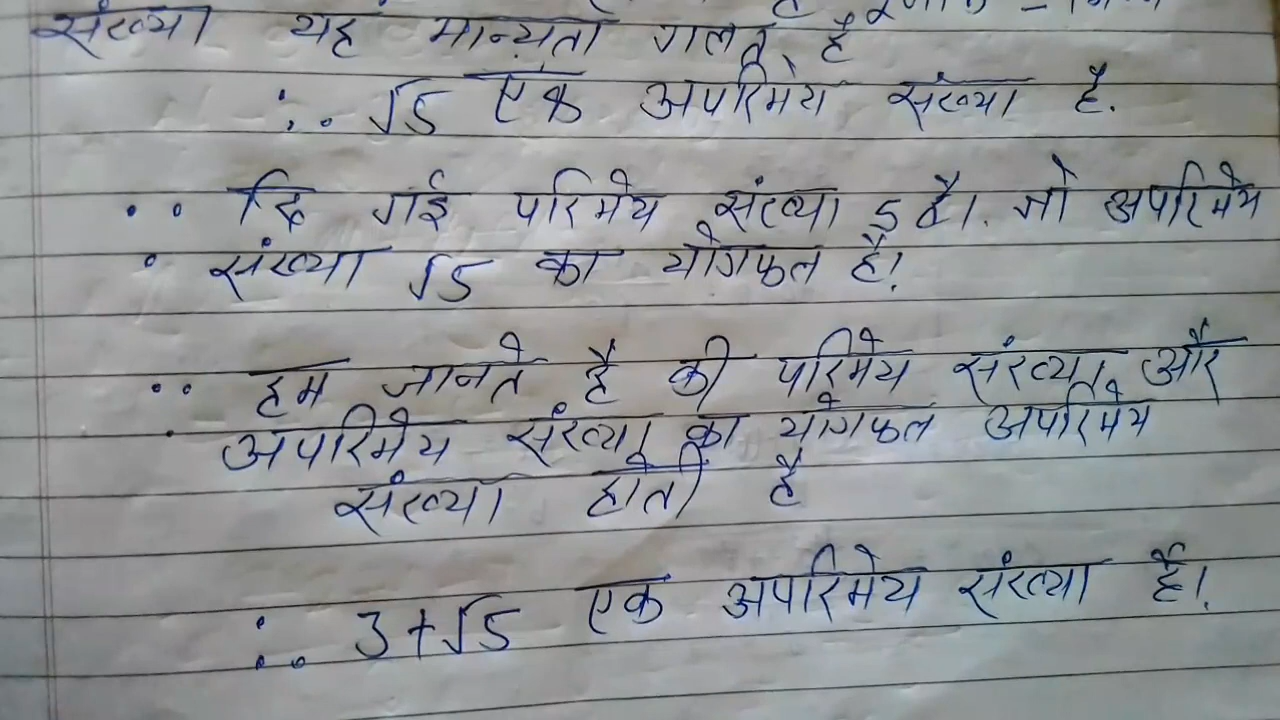 संख्या यह मान्यता गलत है
∴ √5 एक अपरिमेय संख्या है.
∵ दि गई परिमेय संख्या 5 है। जो अपरिमेय
संख्या √5 का योगफल है!
∵ हम जानते है की परिमेय संख्या और
अपरिमेय संख्या का योगफल अपरिमेय
संख्या होती है
∴ 3+√5 एक अपरिमेय संख्या है।